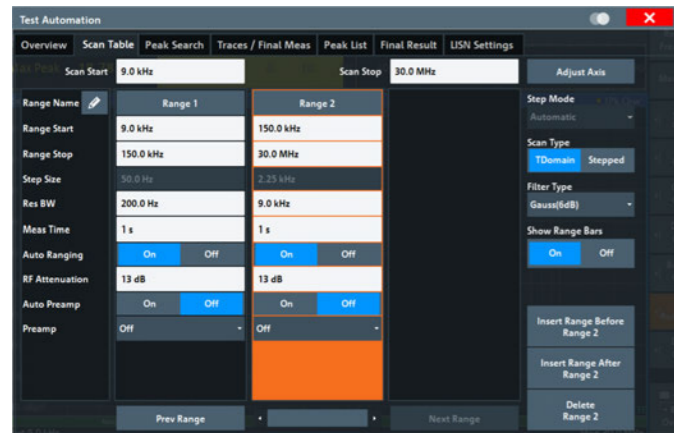 Test Automation
Overview Scan Table Peak Search Traces / Final Meas Peak List Final Result LISN Settings
Scan Start 9.0 kHz Scan Stop 30.0 MHz Adjust Axis
Range Name Range 1 Range 2 Step Mode
Automatic
Range Start 9.0 kHz 150.0 kHz
Range Stop 150.0 kHz 30.0 MHz Scan Type
TDomain Stepped
Step Size 50.0 Hz 2.25 kHz
Filter Type
Res BW 200.0 Hz 9.0 kHz Gauss(6dB)
Meas Time 1 s 1 s Show Range Bars
Auto Ranging On Off On Off On Off
RF Attenuation 13 dB 13 dB
Auto Preamp On Off On Off
Preamp Off Off
Insert Range Before
Range 2
Insert Range After
Range 2
Delete
Range 2
Prev Range Next Range